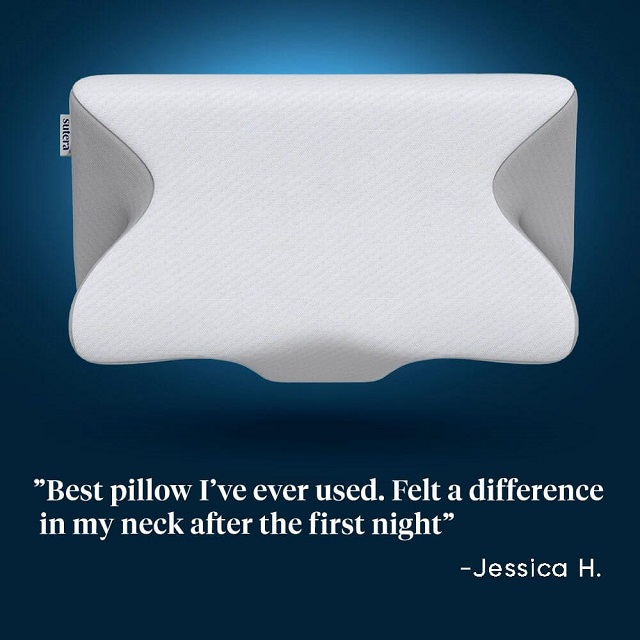 sutera
”Best pillow I’ve ever used. Felt a difference
in my neck after the first night”
-Jessica H.